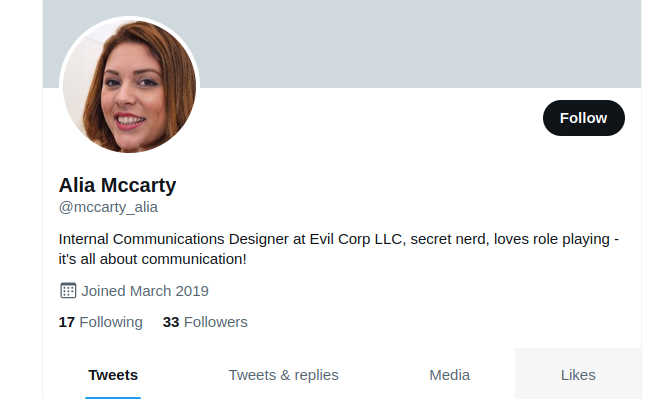 Follow
Alia Mccarty
@mccarty_alia
Internal Communications Designer at Evil Corp LLC, secret nerd, loves role playing -
it's all about communication!
Joined March 2019
17 Following 33 Followers
Tweets Tweets & replies Media Likes